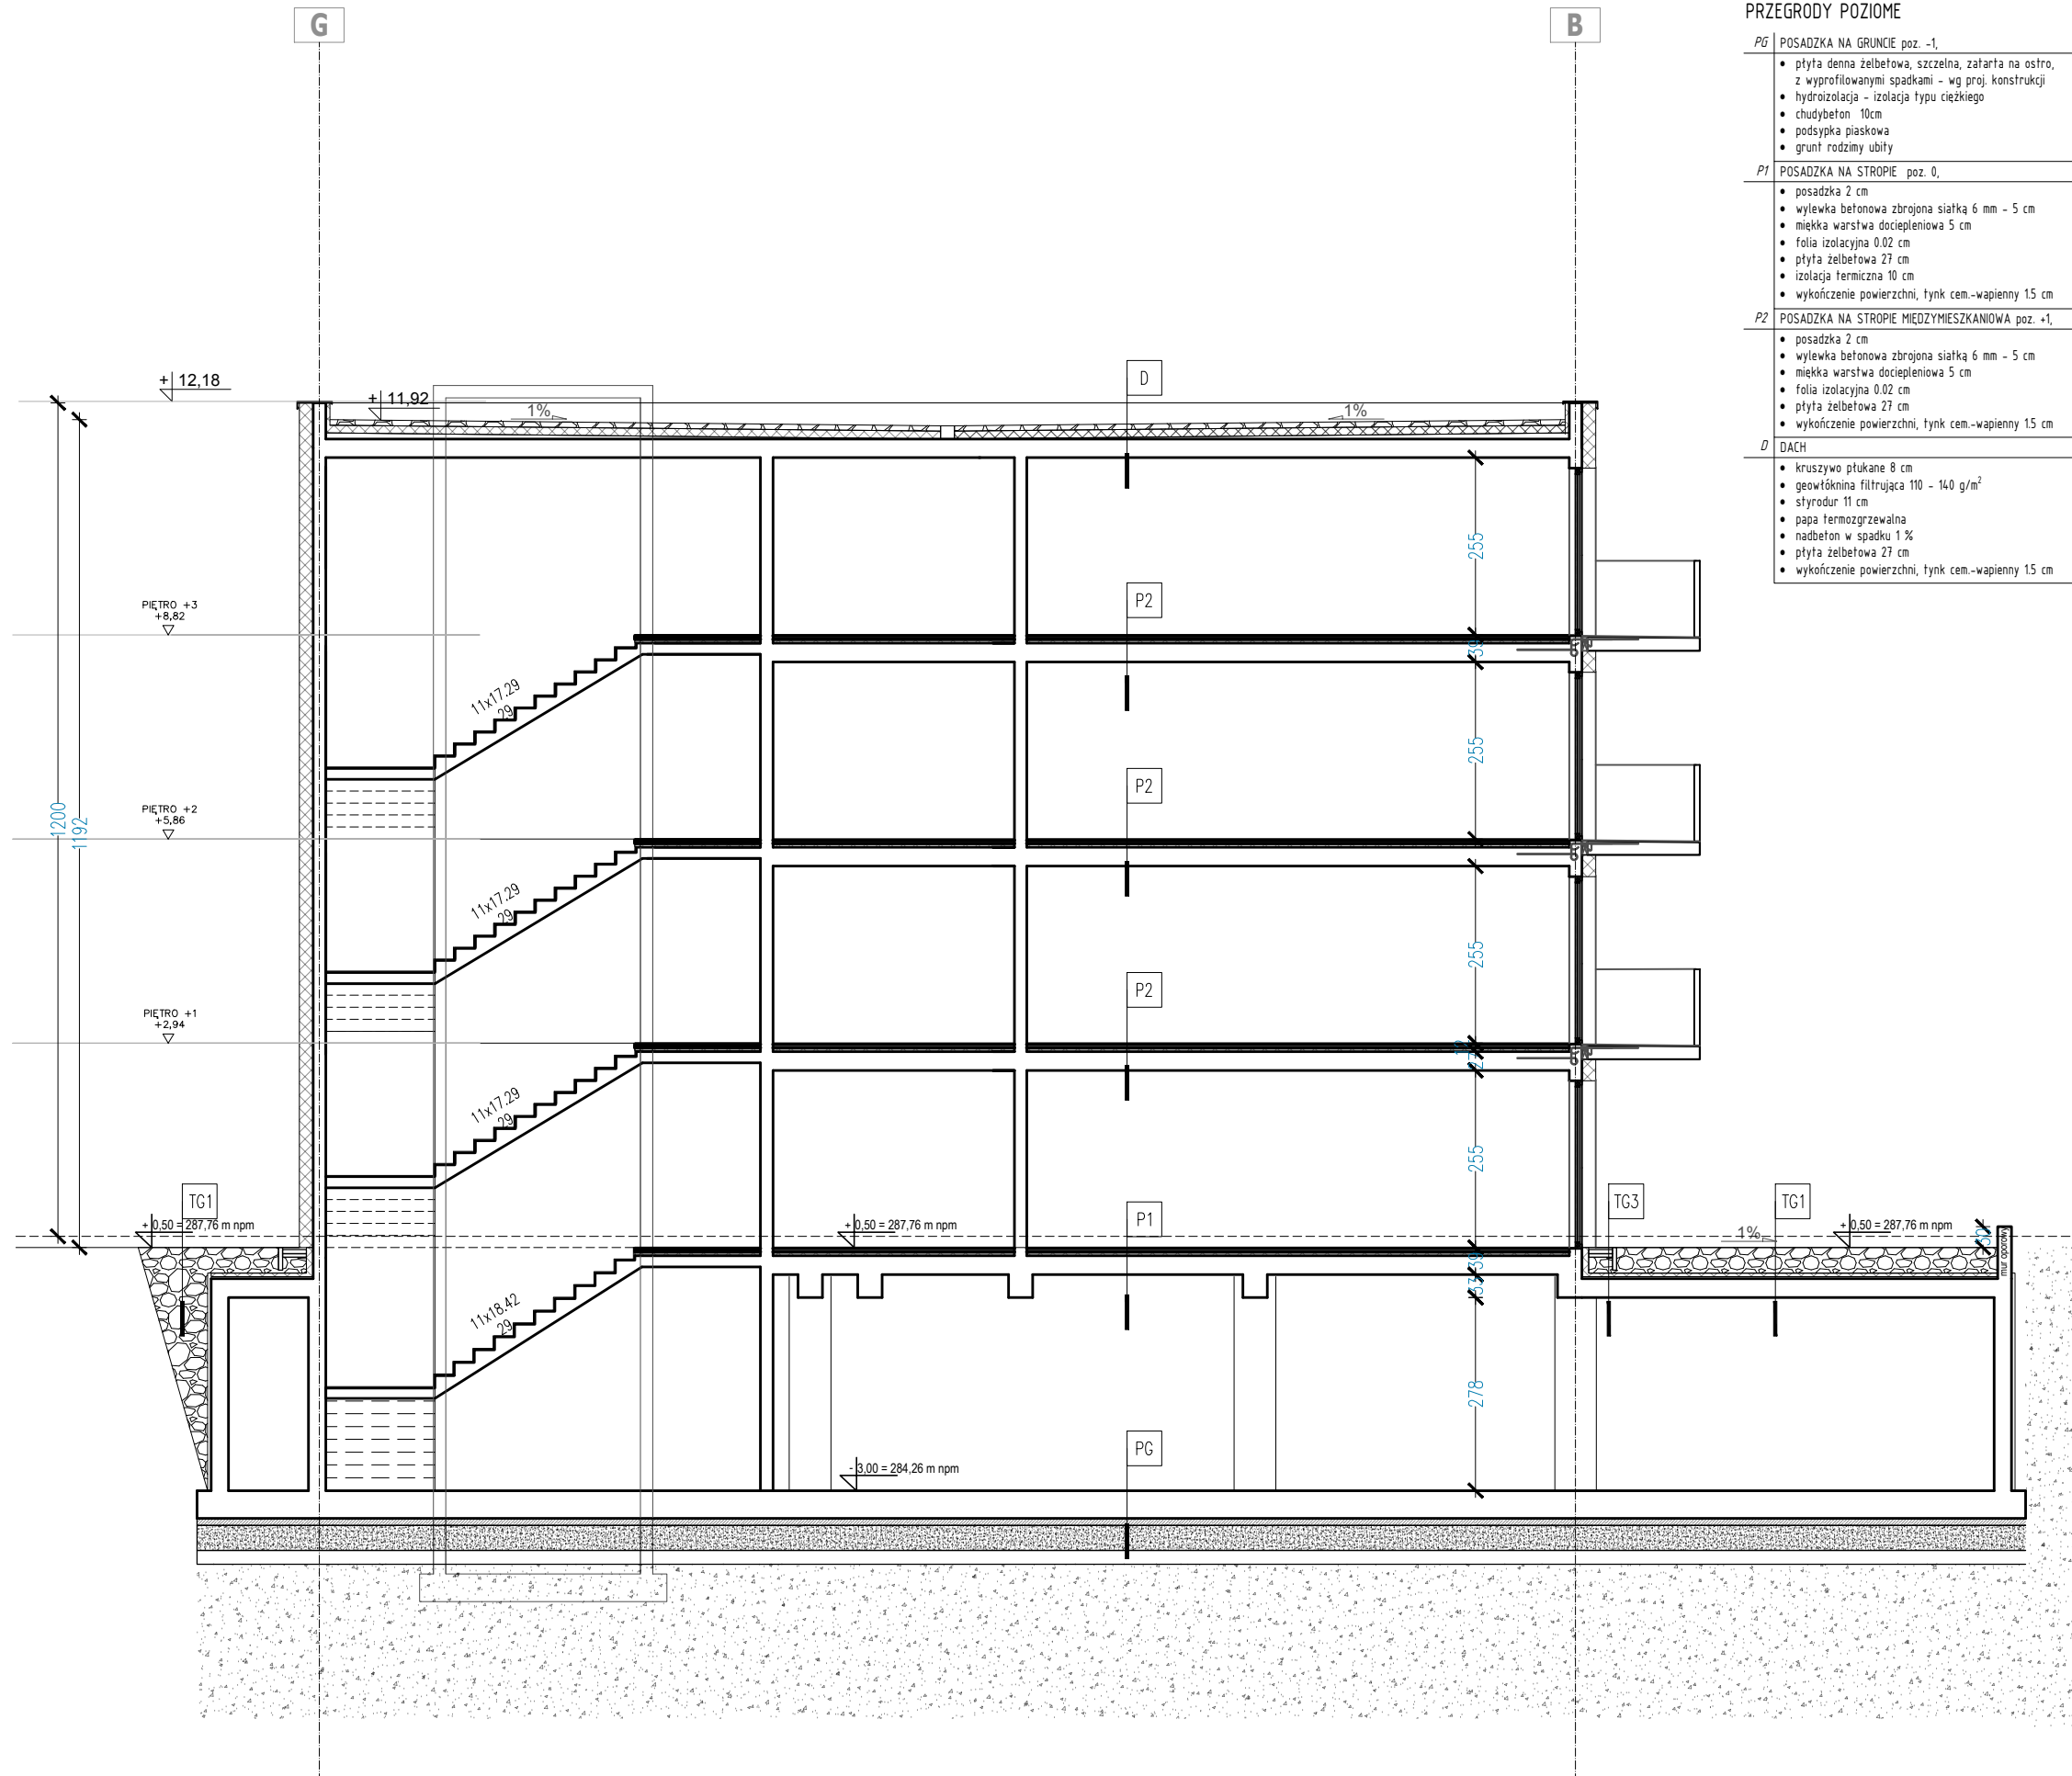 G
B
PRZEGRODY POZIOME
PG POSADZKA NA GRUNCIE poz. -1,
• płyta denna żelbetowa, szczelna, zatarta na ostro,
z wyprofilowanymi spadkami - wg proj. konstrukcji
• hydroizolacja - izolacja typu ciężkiego
• chudybeton 10cm
• podsypka piaskowa
• grunt rodzimy ubity
P1 POSADZKA NA STROPIE poz. 0,
• posadzka 2 cm
• wylewka betonowa zbrojona siatką 6 mm - 5 cm
• miękka warstwa dociepleniowa 5 cm
• folia izolacyjna 0.02 cm
• płyta żelbetowa 27 cm
• izolacja termiczna 10 cm
• wykończenie powierzchni, tynk cem.-wapienny 1.5 cm
P2 POSADZKA NA STROPIE MIĘDZYMIESZKANIOWA poz. +1,
• posadzka 2 cm
• wylewka betonowa zbrojona siatką 6 mm - 5 cm
• miękka warstwa dociepleniowa 5 cm
• folia izolacyjna 0.02 cm
• płyta żelbetowa 27 cm
• wykończenie powierzchni, tynk cem.-wapienny 1.5 cm
D DACH
• kruszywo płukane 8 cm
• geowłóknina filtrująca 110 - 140 g/m²
• styrodur 11 cm
• papa termozgrzewalna
• nadbeton w spadku 1 %
• płyta żelbetowa 27 cm
• wykończenie powierzchni, tynk cem.-wapienny 1.5 cm
+ 12,18
+ 11,92
1%
D
1%
255
PIĘTRO +3
+8,82
P2
39
11x17.29
29
255
PIĘTRO +2
+5,86
P2
1200
1192
11x17.29
29
255
PIĘTRO +1
+2,94
P2
27
11x17.29
29
255
TG1
P1
TG3
TG1
+ 0,50 = 287,76 m npm
+ 0,50 = 287,76 m npm
1%
+ 0,50 = 287,76 m npm
mur oporowy
39
33
11x18.42
29
278
PG
- 3,00 = 284,26 m npm